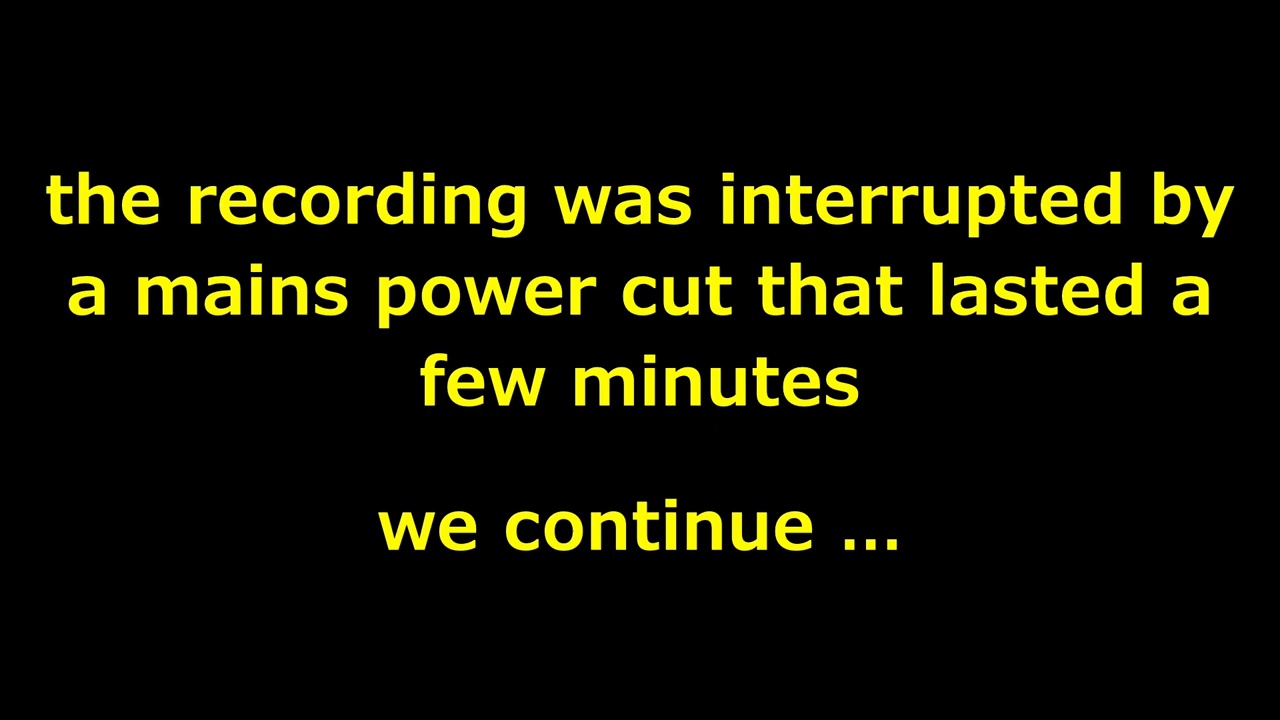 the recording was interrupted by
a mains power cut that lasted a
few minutes
we continue ...